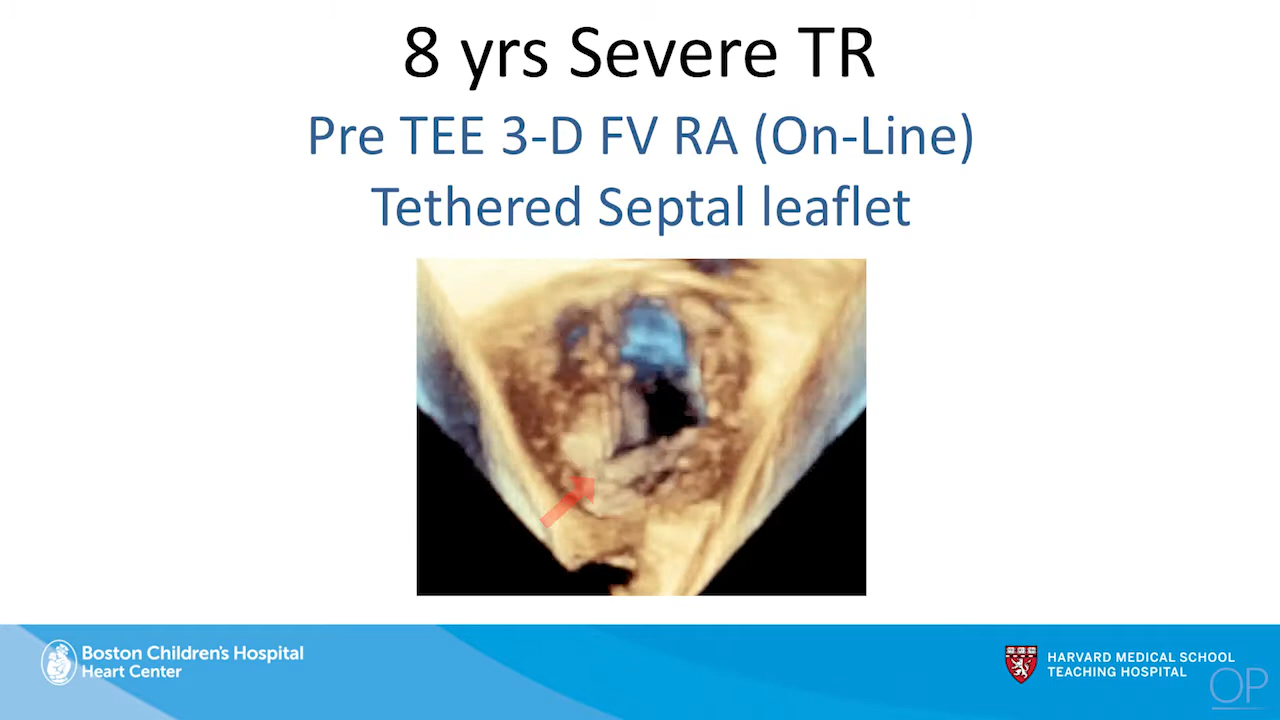 8 yrs Severe TR
Pre TEE 3-D FV RA (On-Line)
Tethered Septal leaflet
Boston Children's Hospital
Heart Center
HARVARD MEDICAL SCHOOL
TEACHING HOSPITAL
OP